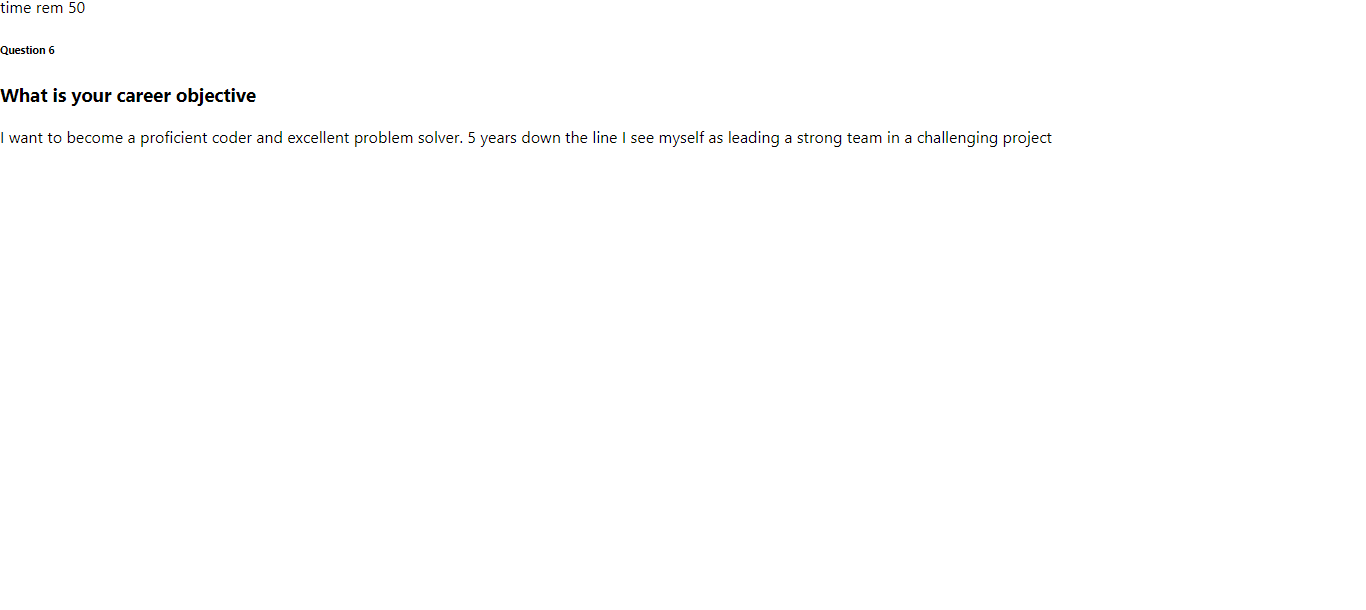 time rem 50
Question 6
What is your career objective
I want to become a proficient coder and excellent problem solver. 5 years down the line I see myself as leading a strong team in a challenging project